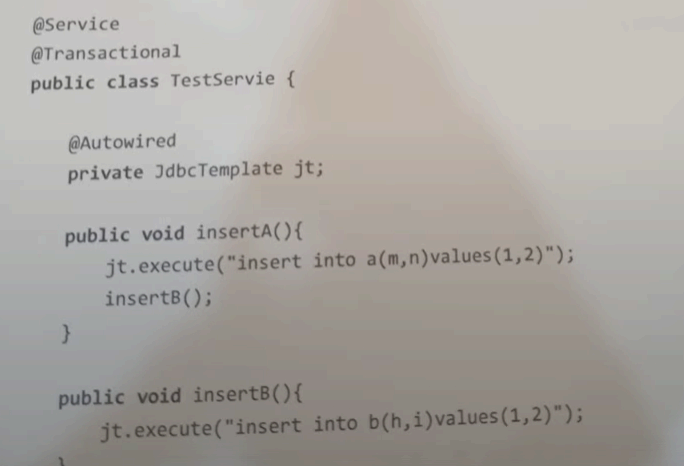 @Service
@Transactional
public class TestServie {
@Autowired
private JdbcTemplate jt;
public void insertA(){
jt.execute("insert into a(m,n)values(1,2)");
insertB();
}
public void insertB(){
jt.execute("insert into b(h,i)values(1,2)");
}